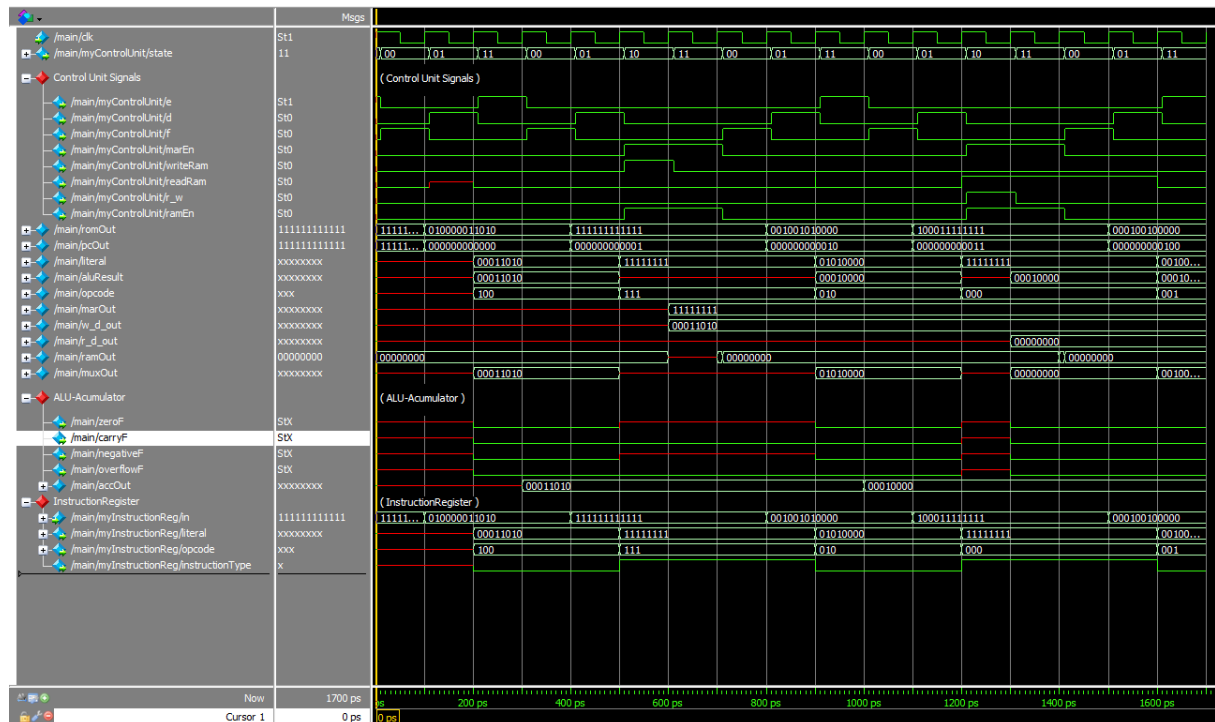 Msgs
/main/clk St1
/main/myControlUnit/state 11 00 01 11 00 01 10 11 00 01 11 00 01 10 11 00 01 11
Control Unit Signals (Control Unit Signals )
/main/myControlUnit/e St1
/main/myControlUnit/d St0
/main/myControlUnit/f St0
/main/myControlUnit/marEn St0
/main/myControlUnit/writeRam St0
/main/myControlUnit/readRam St0
/main/myControlUnit/r_w St0
/main/myControlUnit/ramEn St0
/main/romOut 111111111111 11111... 010000011010 111111111111 001001010000 100011111111 000100100000
/main/pcOut 111111111111 11111... 000000000000 000000000001 000000000010 000000000011 000000000100
/main/literal xxxxxxxx 00011010 11111111 01010000 11111111 00100...
/main/aluResult xxxxxxxx 00011010 00010000 00010000 00010...
/main/opcode xxx 100 111 010 000 001
/main/marOut xxxxxxxx 11111111
/main/w_d_out xxxxxxxx 00011010
/main/r_d_out xxxxxxxx 00000000
/main/ramOut 00000000 00000000 00000000 00000000
/main/muxOut xxxxxxxx 00011010 01010000 00000000 00100...
ALU-Acumulator (ALU-Acumulator )
/main/zeroF StX
/main/carryF StX
/main/negativeF StX
/main/overflowF StX
/main/accOut xxxxxxxx 00011010 00010000
InstructionRegister (InstructionRegister )
/main/myInstructionReg/in 111111111111 11111... 010000011010 111111111111 001001010000 100011111111 000100100000
/main/myInstructionReg/literal xxxxxxxx 00011010 11111111 01010000 11111111 00100...
/main/myInstructionReg/opcode xxx 100 111 010 000 001
/main/myInstructionReg/instructionType x
Now 1700 ps ps 200 ps 400 ps 600 ps 800 ps 1000 ps 1200 ps 1400 ps 1600 ps
Cursor 1 0 ps 0 ps